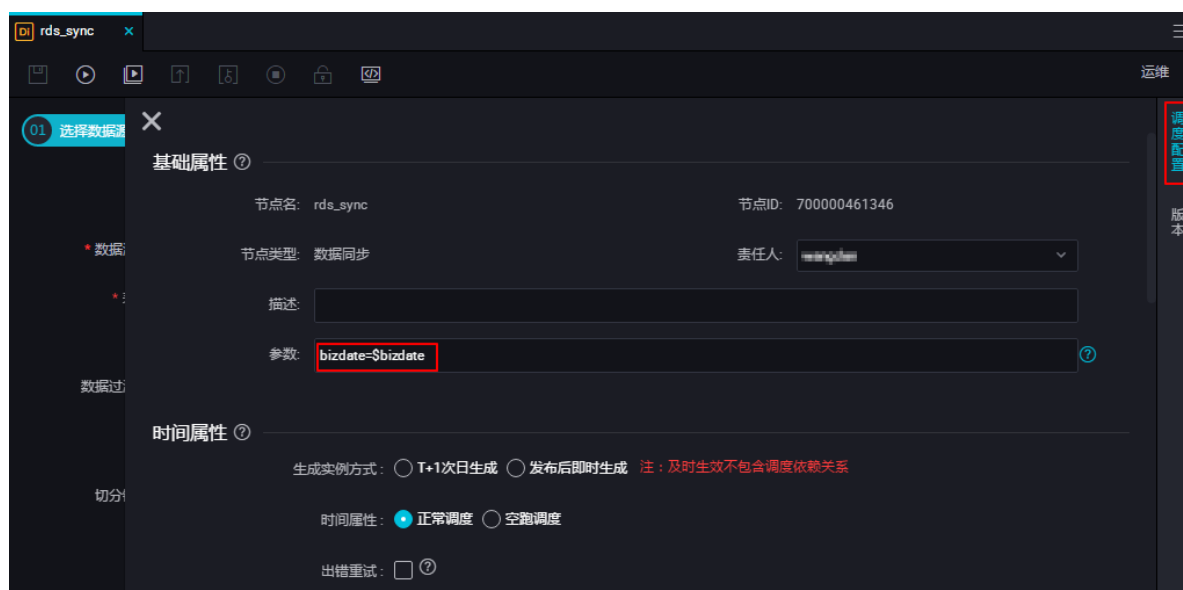 DI rds_sync ×
运维
01 选择数据源
调度配置
版本
基础属性 ?
节点名: rds_sync 节点ID: 700000461346
* 数据
节点类型: 数据同步 责任人:
*
描述:
参数: bizdate=$bizdate ?
数据过
时间属性 ?
生成实例方式: T+1次日生成 发布后即时生成 注：及时生效不包含调度依赖关系
切分
时间属性: 正常调度 空跑调度
出错重试: ?